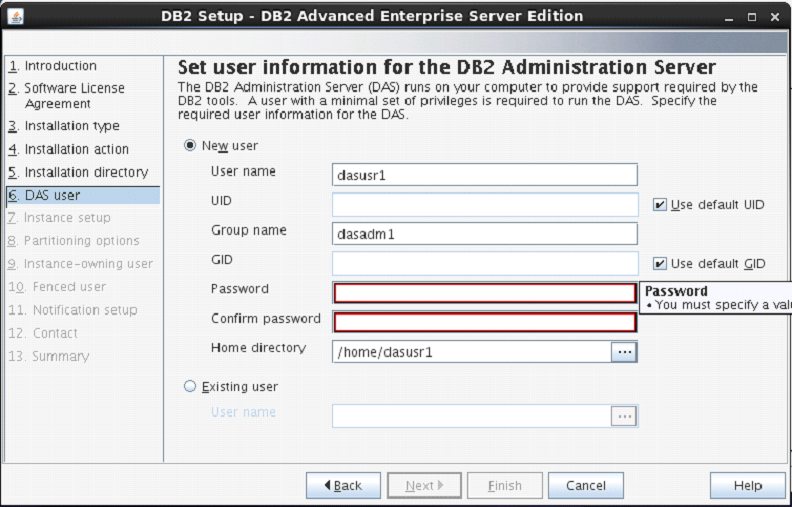 DB2 Setup - DB2 Advanced Enterprise Server Edition
1. Introduction
2. Software License
Agreement
3. Installation type
4. Installation action
5. Installation directory
6. DAS user
7. Instance setup
8. Partitioning options
9. Instance-owning user
10. Fenced user
11. Notification setup
12. Contact
13. Summary
Set user information for the DB2 Administration Server
The DB2 Administration Server (DAS) runs on your computer to provide support required by the
DB2 tools. A user with a minimal set of privileges is required to run the DAS. Specify the
required user information for the DAS.
New user
User name dasusr1
UID Use default UID
Group name dasadm1
GID Use default GID
Password
Password
• You must specify a valu
Confirm password
Home directory /home/dasusr1 ...
Existing user
User name ...
Back Next Finish Cancel Help